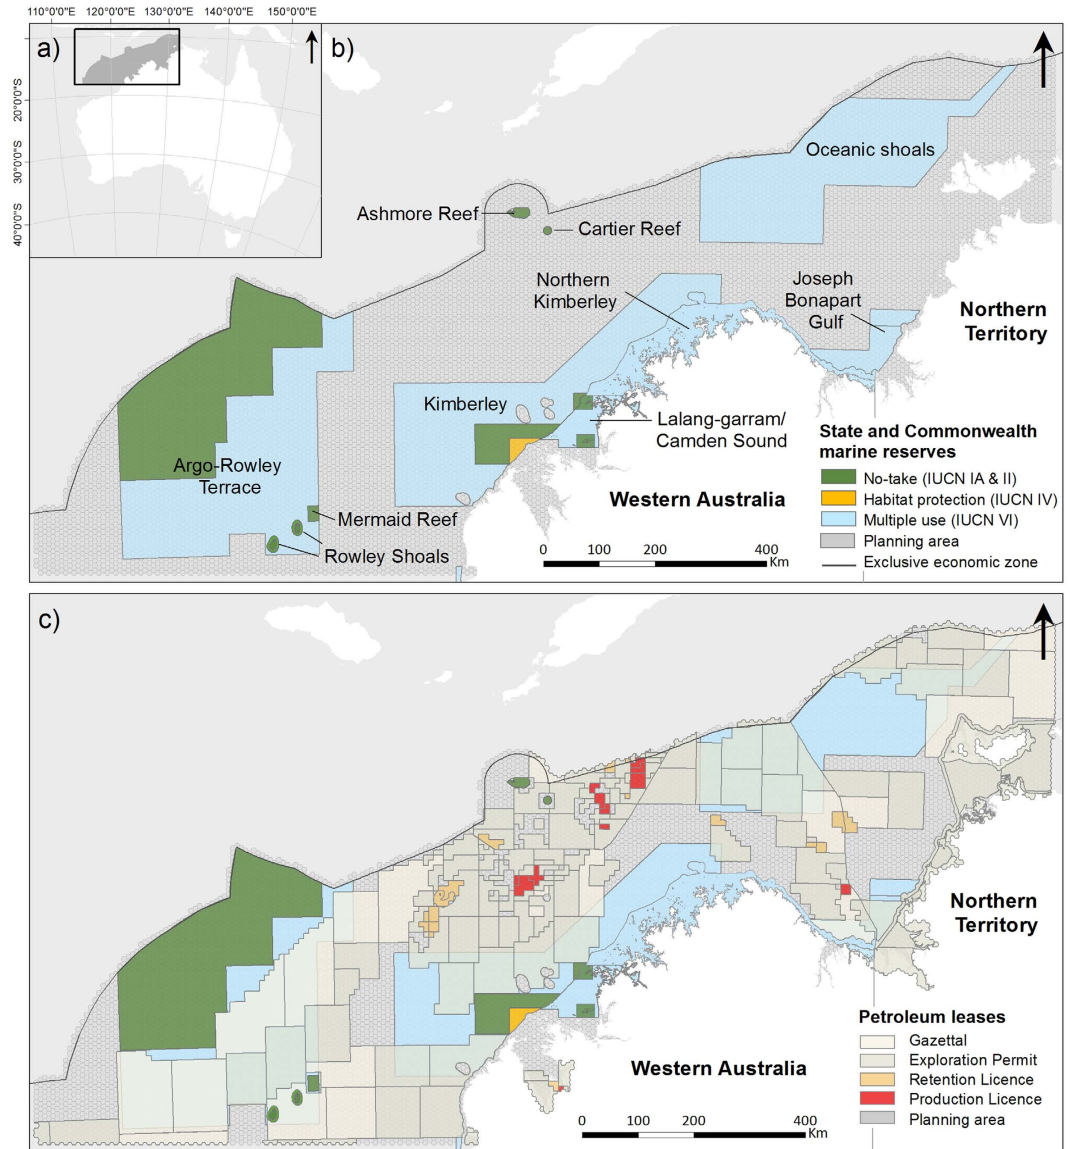 110°0'0"E 120°0'0"E 130°0'0"E 140°0'0"E 150°0'0"E
a)
b)
20°0'0"S
30°0'0"S
40°0'0"S
Oceanic shoals
Ashmore Reef
Cartier Reef
Northern
Kimberley
Joseph
Bonapart
Gulf
Northern
Territory
Kimberley
Lalang-garram/
Camden Sound
Argo-Rowley
Terrace
Mermaid Reef
Rowley Shoals
Western Australia
0 100 200 400
Km
State and Commonwealth
marine reserves
No-take (IUCN IA & II)
Habitat protection (IUCN IV)
Multiple use (IUCN VI)
Planning area
Exclusive economic zone
c)
Northern
Territory
Western Australia
0 100 200 400
Km
Petroleum leases
Gazettal
Exploration Permit
Retention Licence
Production Licence
Planning area